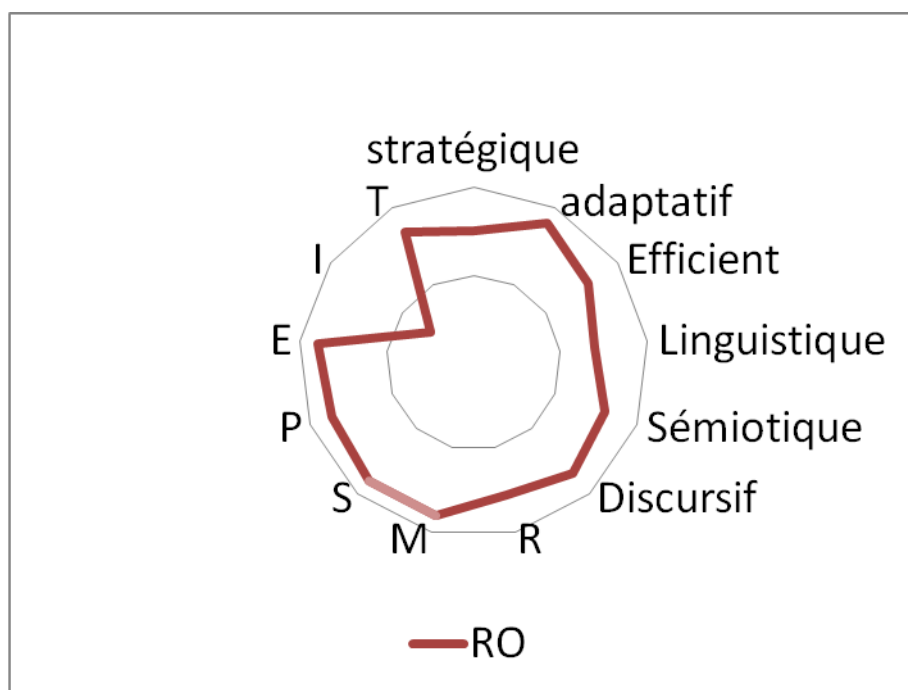 stratégique
adaptatif
Efficient
Linguistique
Sémiotique
Discursif
R
M
S
P
E
I
T
RO